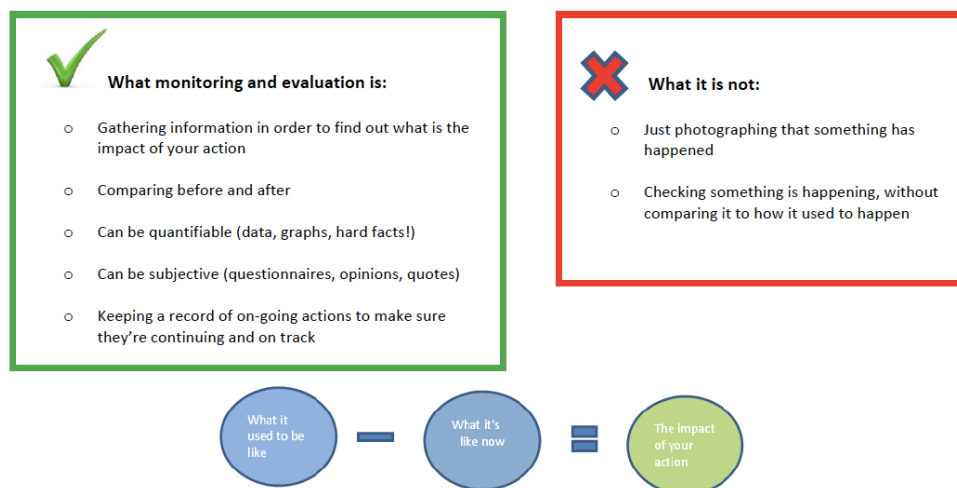 What monitoring and evaluation is:
o Gathering information in order to find out what is the
impact of your action
o Comparing before and after
o Can be quantifiable (data, graphs, hard facts!)
o Can be subjective (questionnaires, opinions, quotes)
o Keeping a record of on-going actions to make sure
they're continuing and on track
What it is not:
o Just photographing that something has
happened
o Checking something is happening, without
comparing it to how it used to happen
What it
used to be
like
What it's
like now
The impact
of your
action